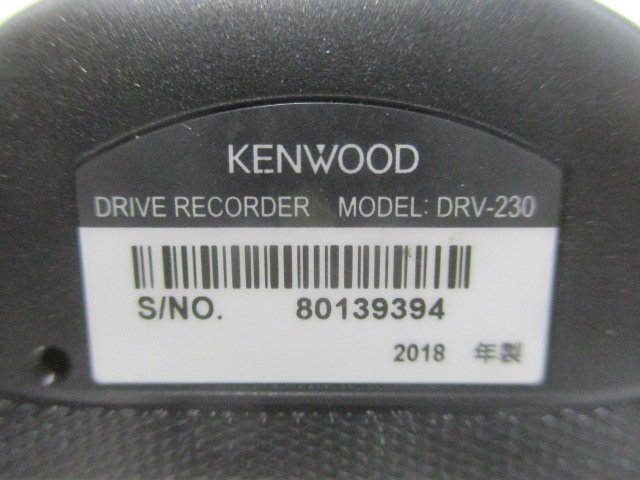 KENWOOD
DRIVE RECORDER MODEL: DRV-230
S/NO. 80139394
2018 年製